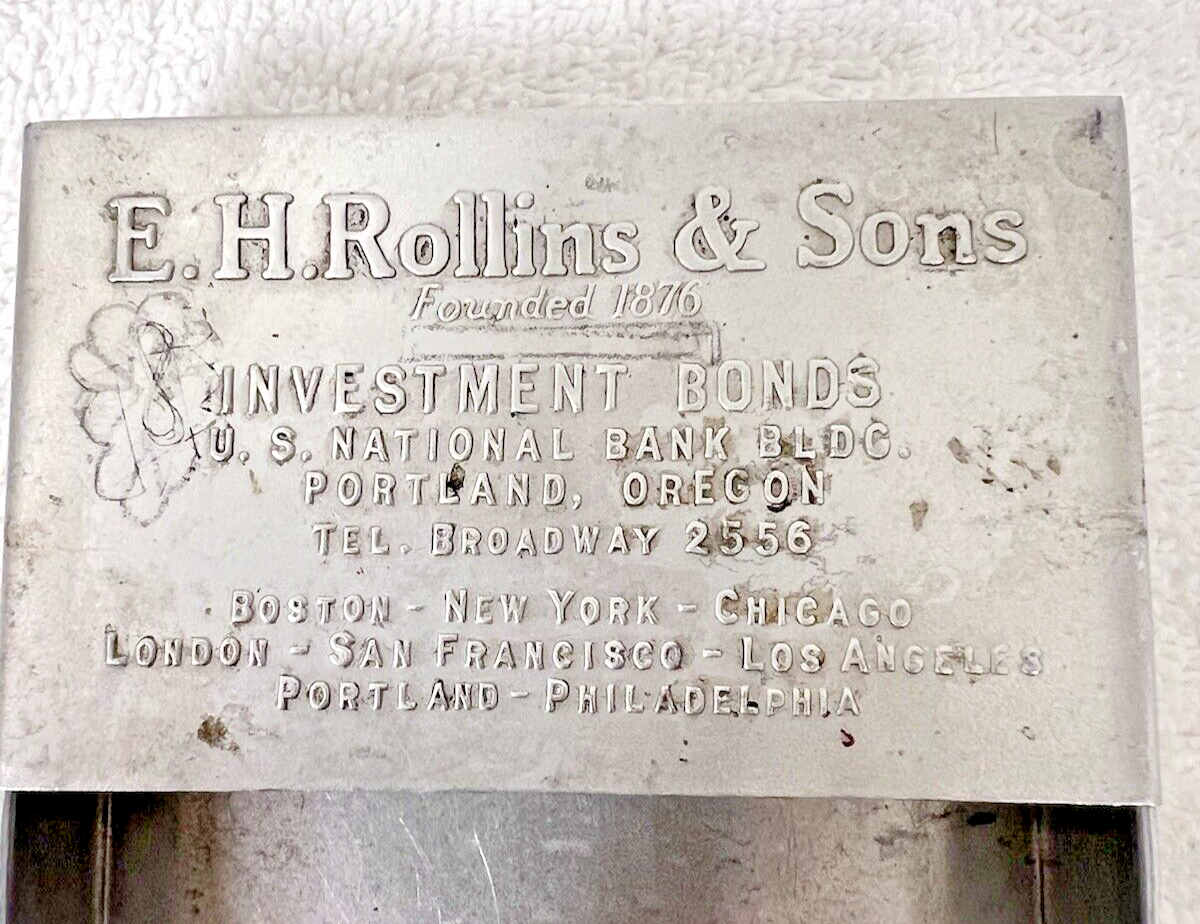 E.H.Rollins & Sons
Founded 1876
INVESTMENT BONDS
U. S. NATIONAL BANK BLDG.
PORTLAND, OREGON
TEL. BROADWAY 2556
BOSTON - NEW YORK - CHICAGO
LONDON - SAN FRANCISCO - LOS ANGELES
PORTLAND - PHILADELPHIA